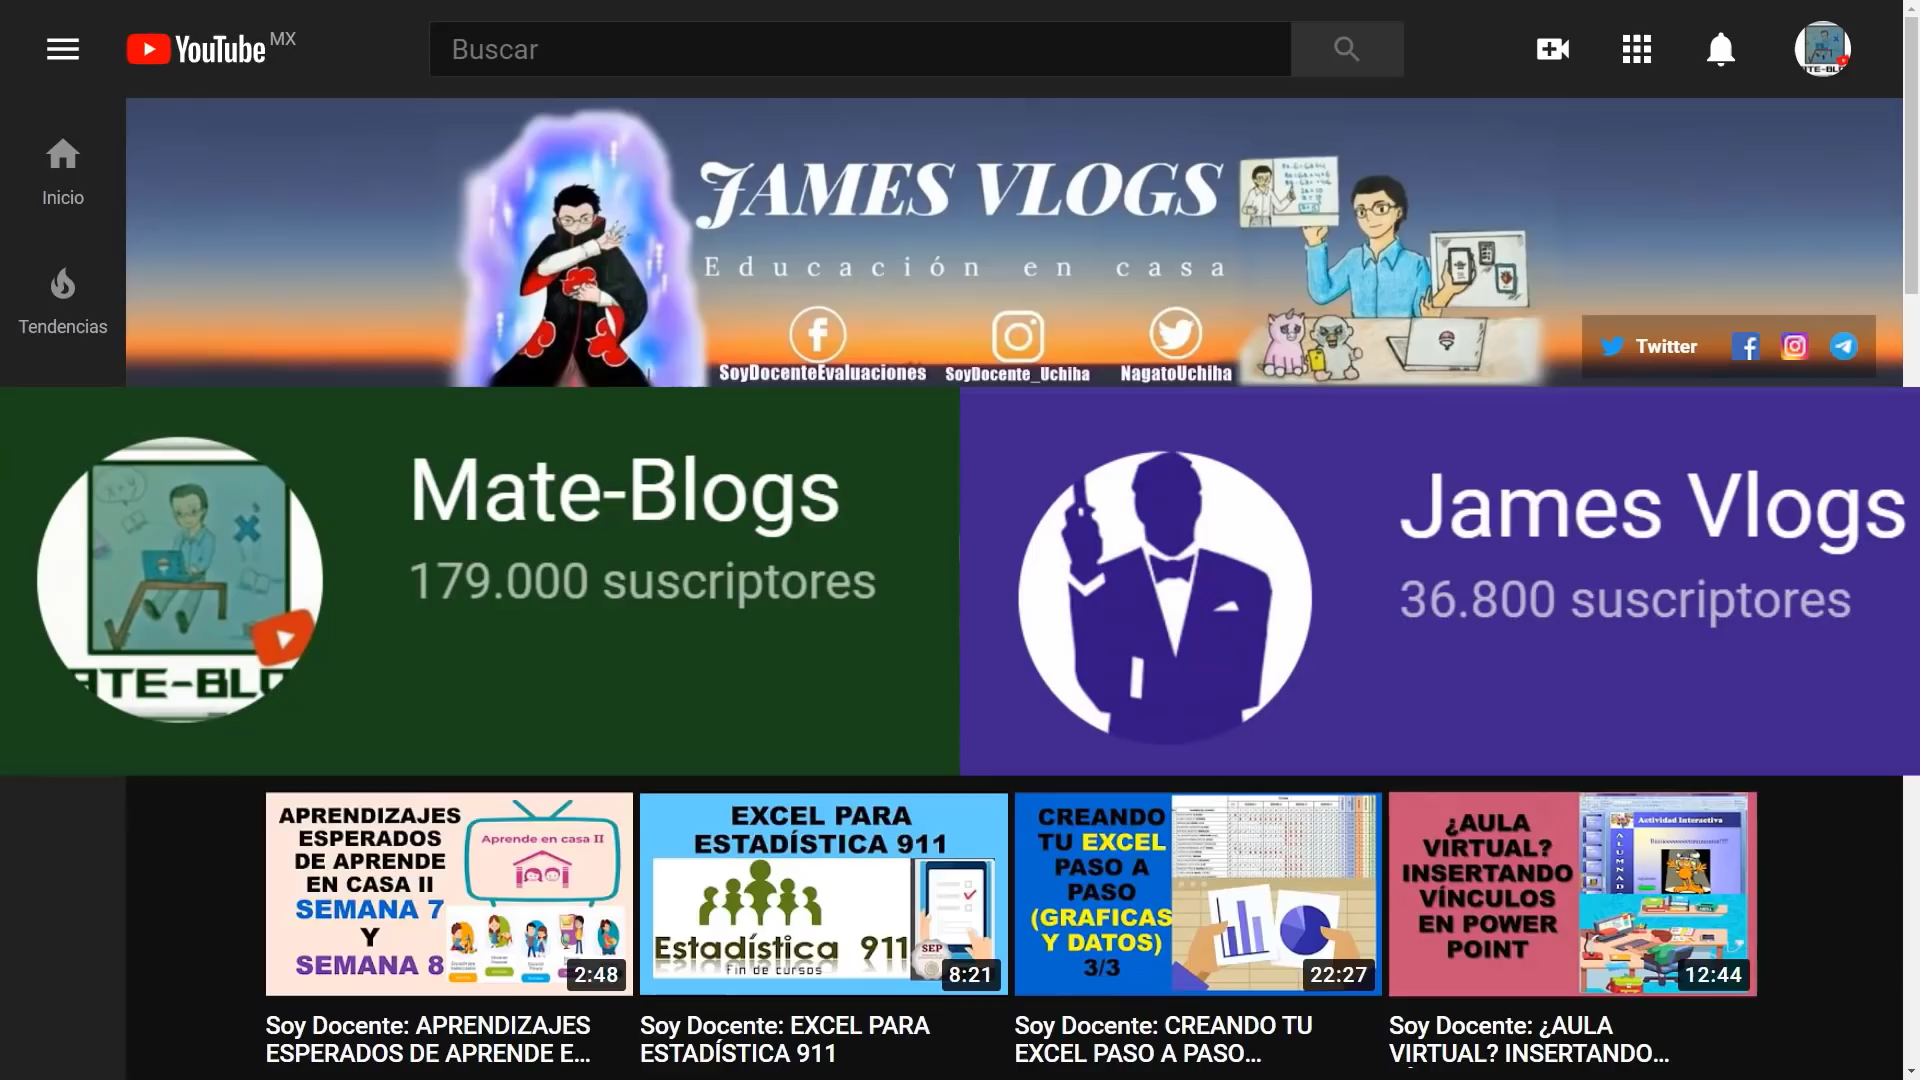 YouTube MX
Buscar
Inicio
Tendencias
JAMES VLOGS
Educación en casa
SoyDocenteEvaluaciones
SoyDocente_Uchiha
NagatoUchiha
Twitter
Mate-Blogs
179.000 suscriptores
James Vlogs
36.800 suscriptores
APRENDIZAJES
ESPERADOS
DE APRENDE
EN CASA II
SEMANA 7
Y
SEMANA 8
Aprende en casa II
2:48
EXCEL PARA
ESTADÍSTICA 911
Estadística 911
Fin de cursos
SEP
8:21
CREANDO
TU EXCEL
PASO A
PASO
(GRAFICAS
Y DATOS)
3/3
22:27
¿AULA
VIRTUAL?
INSERTANDO
VÍNCULOS
EN POWER
POINT
Actividad Interactiva
ALUMNAD
12:44
Soy Docente: APRENDIZAJES
ESPERADOS DE APRENDE E...
Soy Docente: EXCEL PARA
ESTADÍSTICA 911
Soy Docente: CREANDO TU
EXCEL PASO A PASO...
Soy Docente: ¿AULA
VIRTUAL? INSERTANDO...